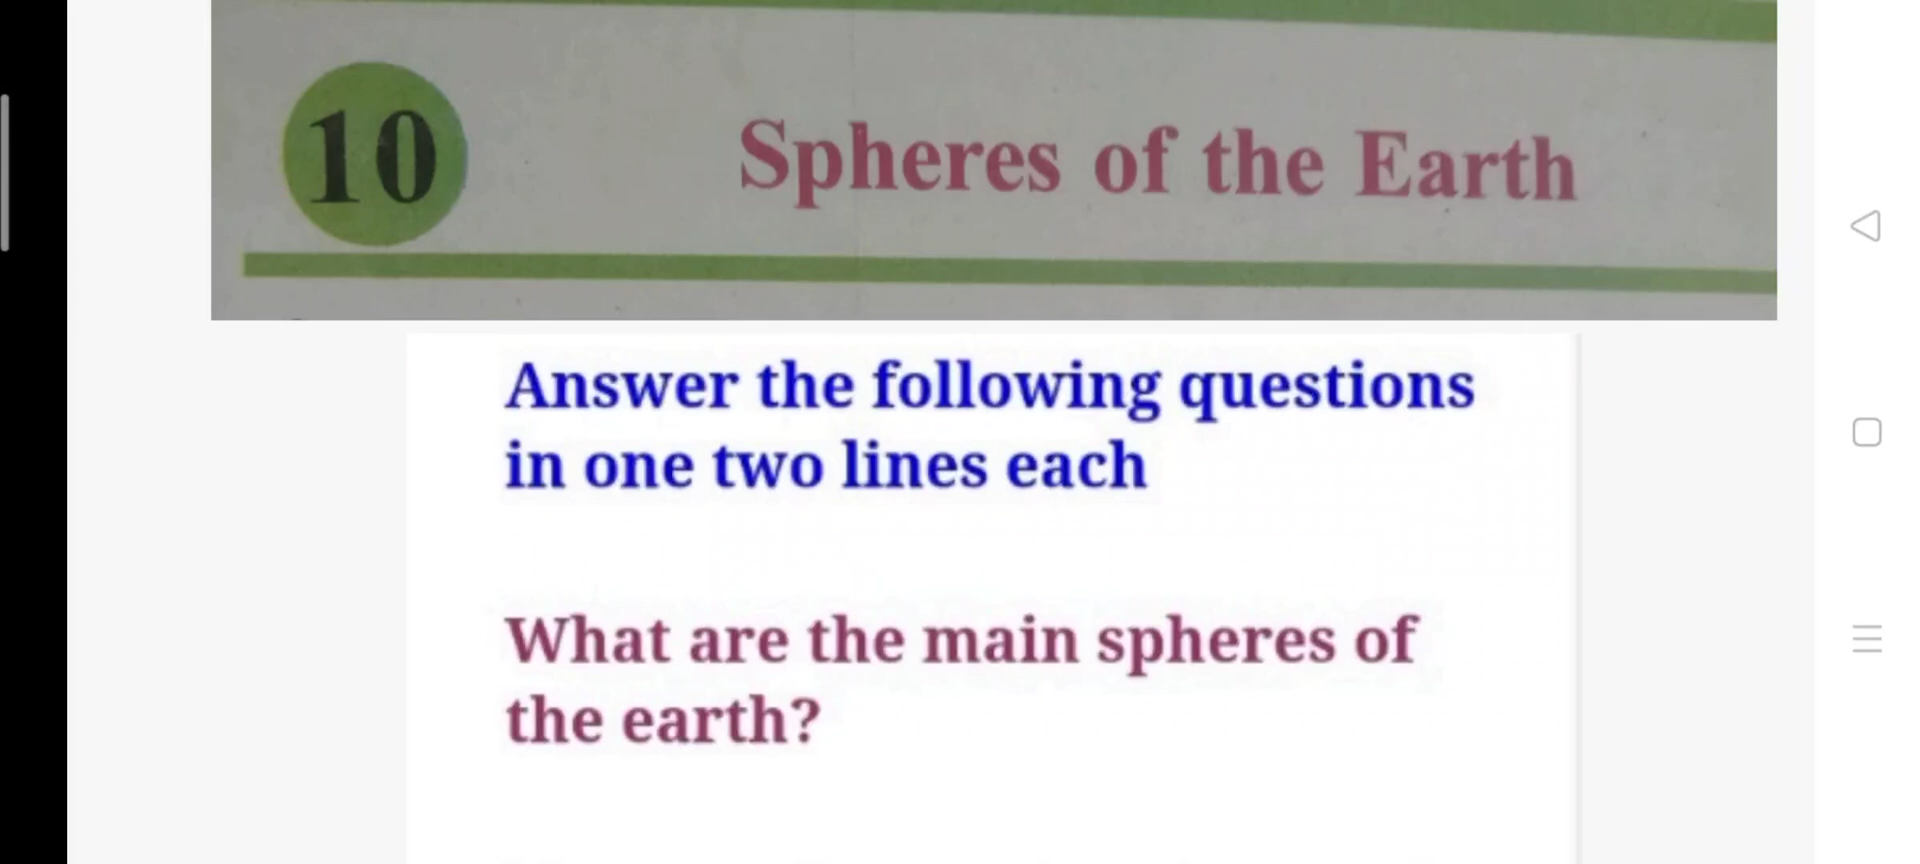 10 Spheres of the Earth
Answer the following questions
in one two lines each
What are the main spheres of
the earth?